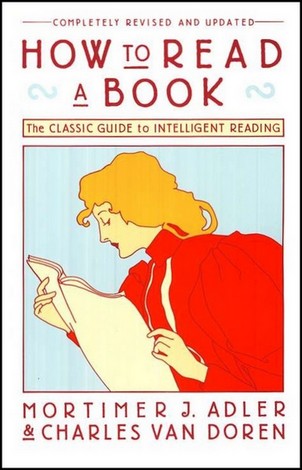 COMPLETELY REVISED AND UPDATED
HOW TO READ
A BOOK
The CLASSIC GUIDE to INTELLIGENT READING
MORTIMER J. ADLER
& CHARLES VAN DOREN